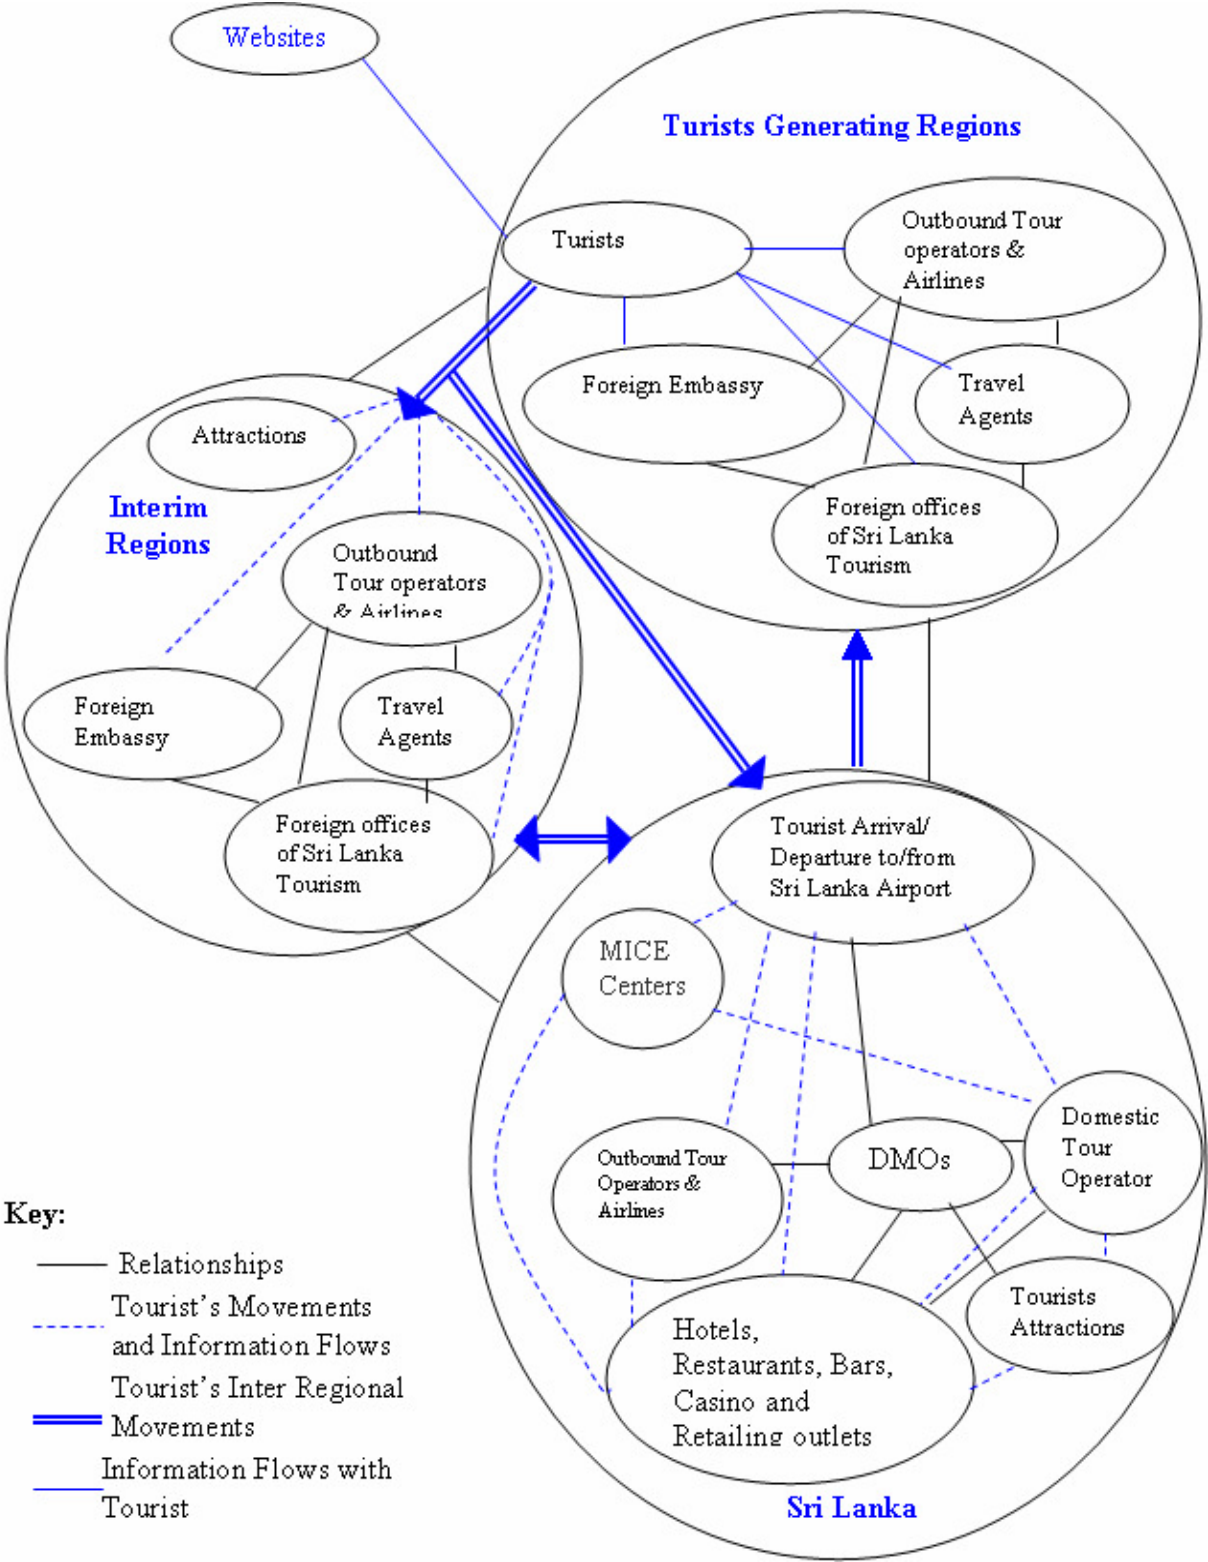 Websites
Turists Generating Regions
Turists
Outbound Tour
operators &
Airlines
Foreign Embassy
Travel
Agents
Foreign offices
of Sri Lanka
Tourism
Attractions
Interim
Regions
Outbound
Tour operators
& Airlines
Foreign
Embassy
Travel
Agents
Foreign offices
of Sri Lanka
Tourism
Tourist Arrival/
Departure to/from
Sri Lanka Airport
MICE
Centers
Domestic
Tour
Operator
Outbound Tour
Operators &
Airlines
DMOs
Tourists
Attractions
Hotels,
Restaurants, Bars,
Casino and
Retailing outlets
Sri Lanka
Key:
Relationships
Tourist's Movements
and Information Flows
Tourist's Inter Regional
Movements
Information Flows with
Tourist